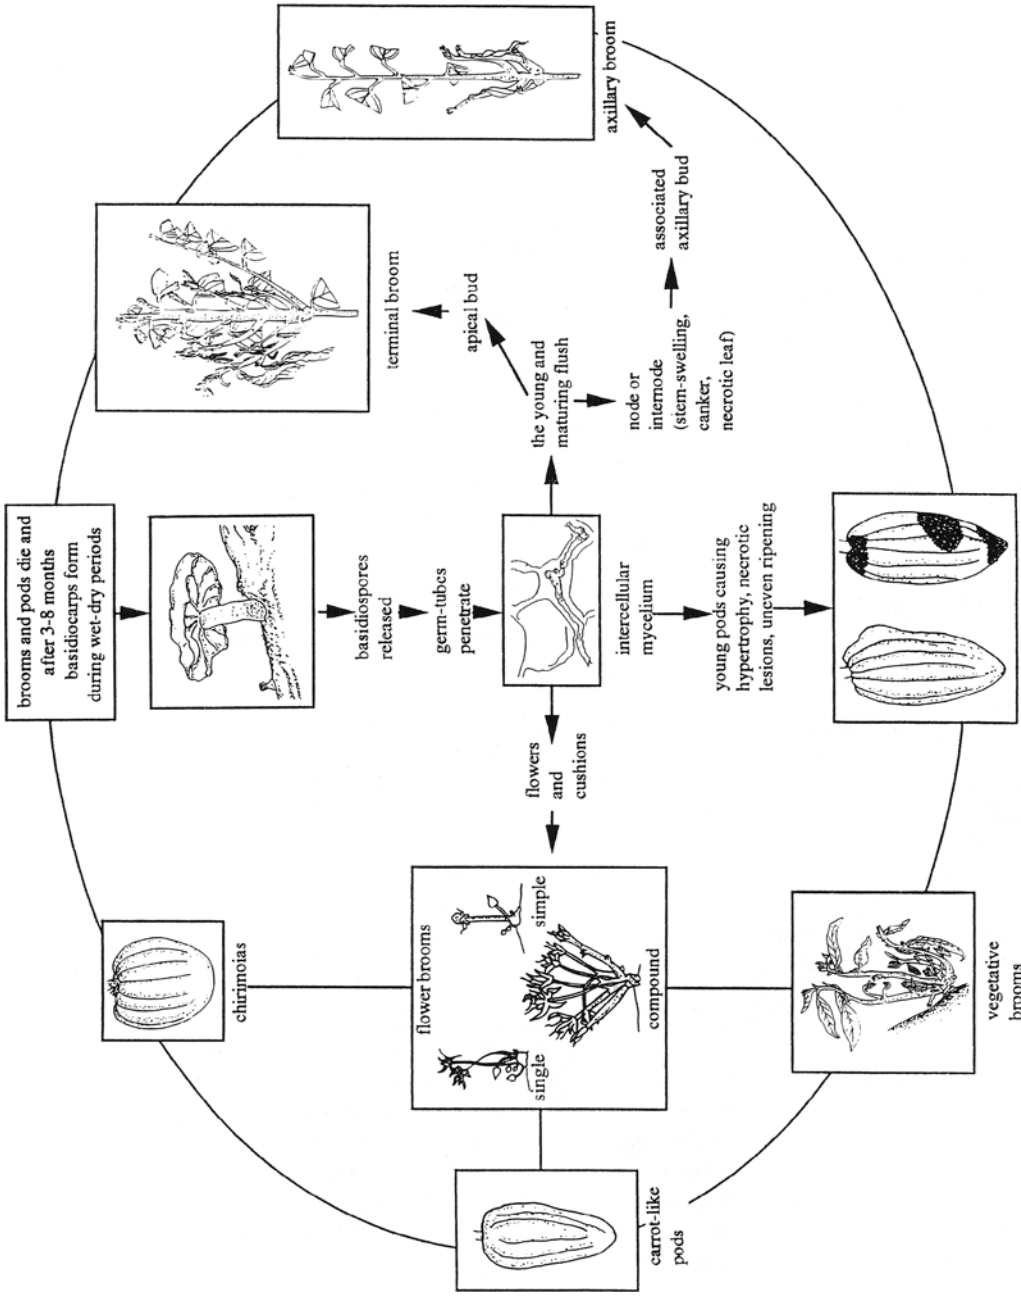 brooms and pods die and
after 3-8 months
basidiocarps form
during wet-dry periods
basidiospores
released
germ-tubes
penetrate
intercellular
mycelium
the young and
maturing flush
apical bud
terminal broom
node or
internode
(stem-swelling,
canker,
necrotic leaf)
associated
axillary bud
axillary broom
young pods causing
hypertrophy, necrotic
lesions, uneven ripening
flowers
and
cushions
flower brooms
single
simple
compound
chirimoias
carrot-like
pods
vegetative
brooms